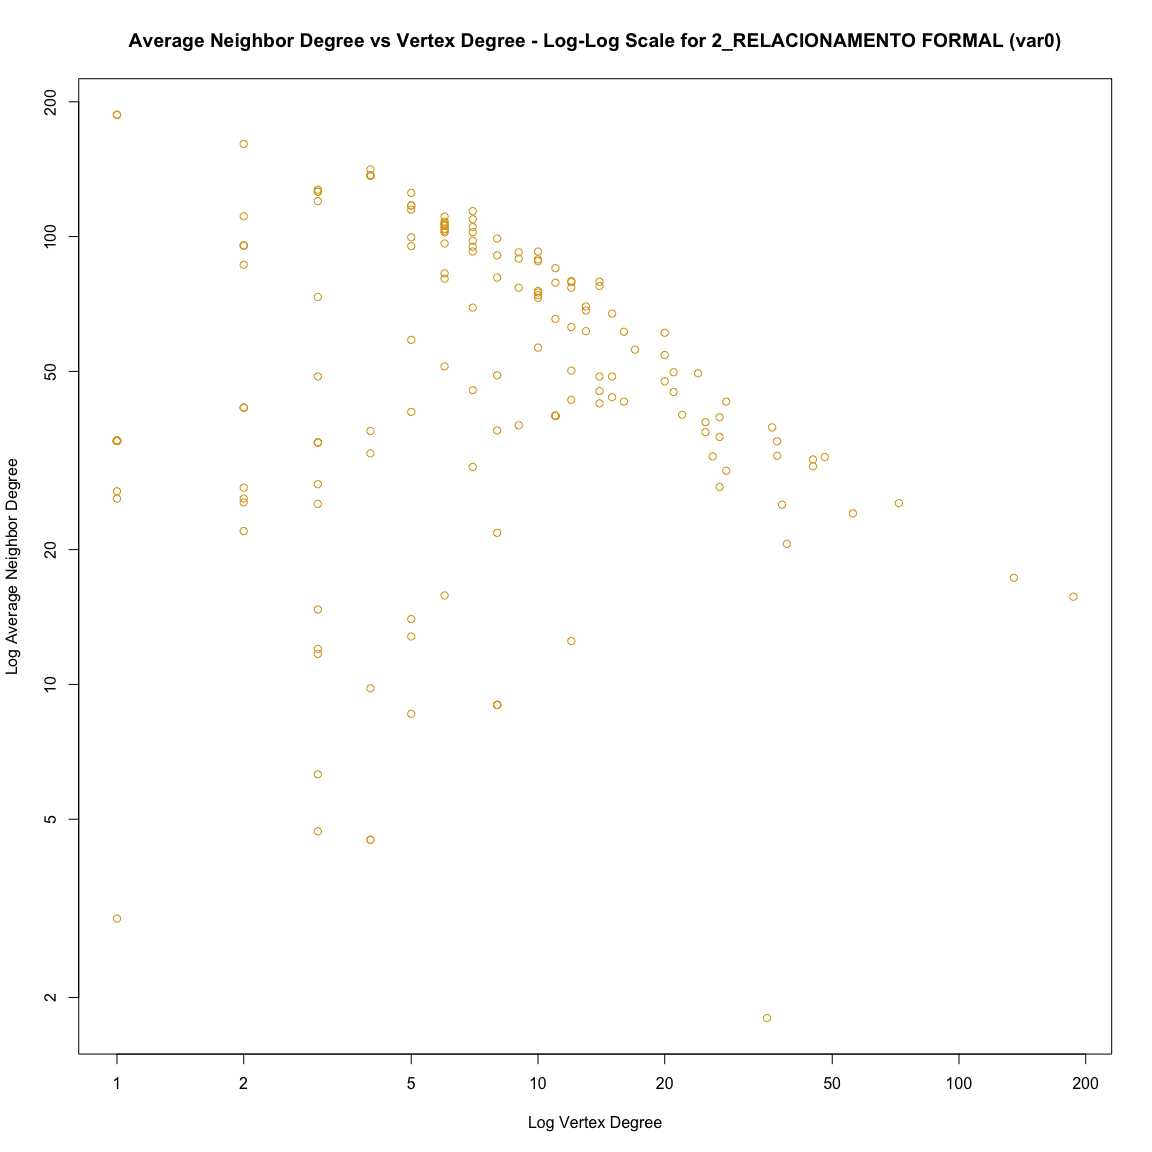 Average Neighbor Degree vs Vertex Degree - Log-Log Scale for 2_RELACIONAMENTO FORMAL (var0)
Log Average Neighbor Degree
200
100
50
20
10
5
2
1 2 5 10 20 50 100 200
Log Vertex Degree